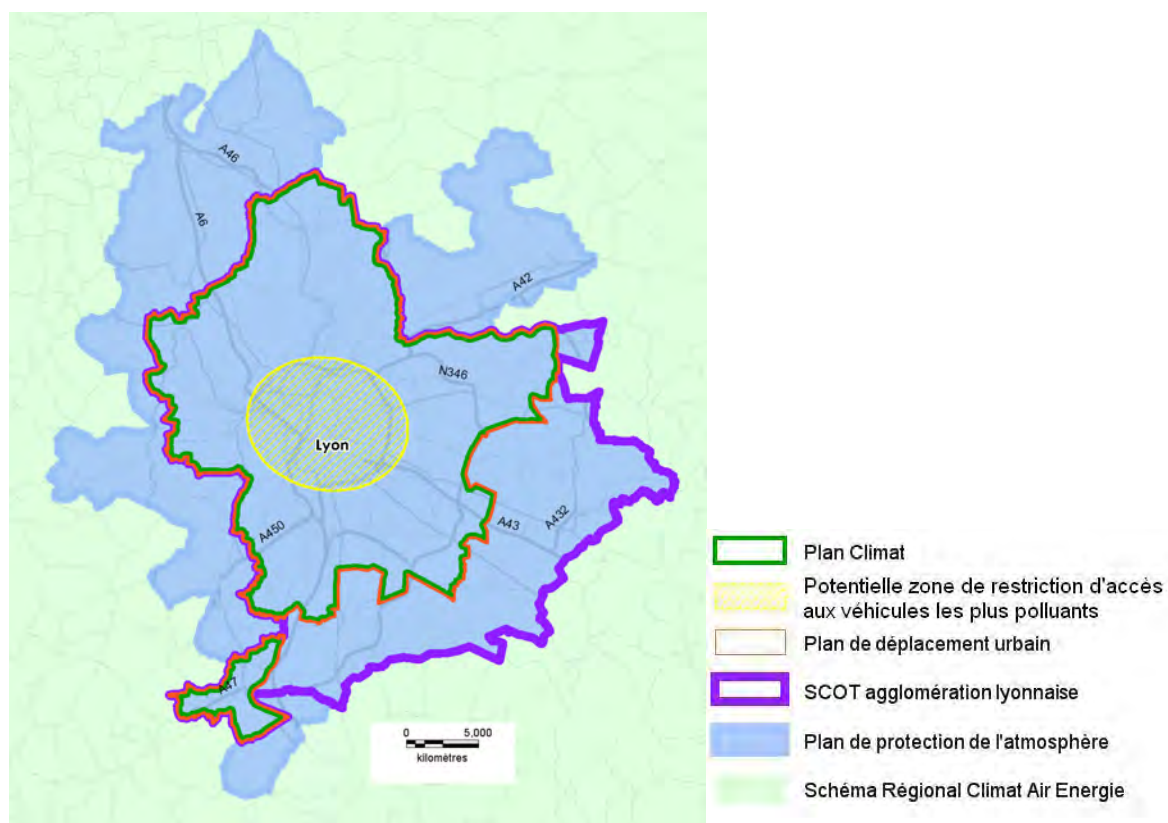 A46
A6
A42
N346
Lyon
A450
A43
A432
A47
0 5,000
kilomètres
Plan Climat
Potentielle zone de restriction d'accès
aux véhicules les plus polluants
Plan de déplacement urbain
SCOT agglomération lyonnaise
Plan de protection de l'atmosphère
Schéma Régional Climat Air Energie